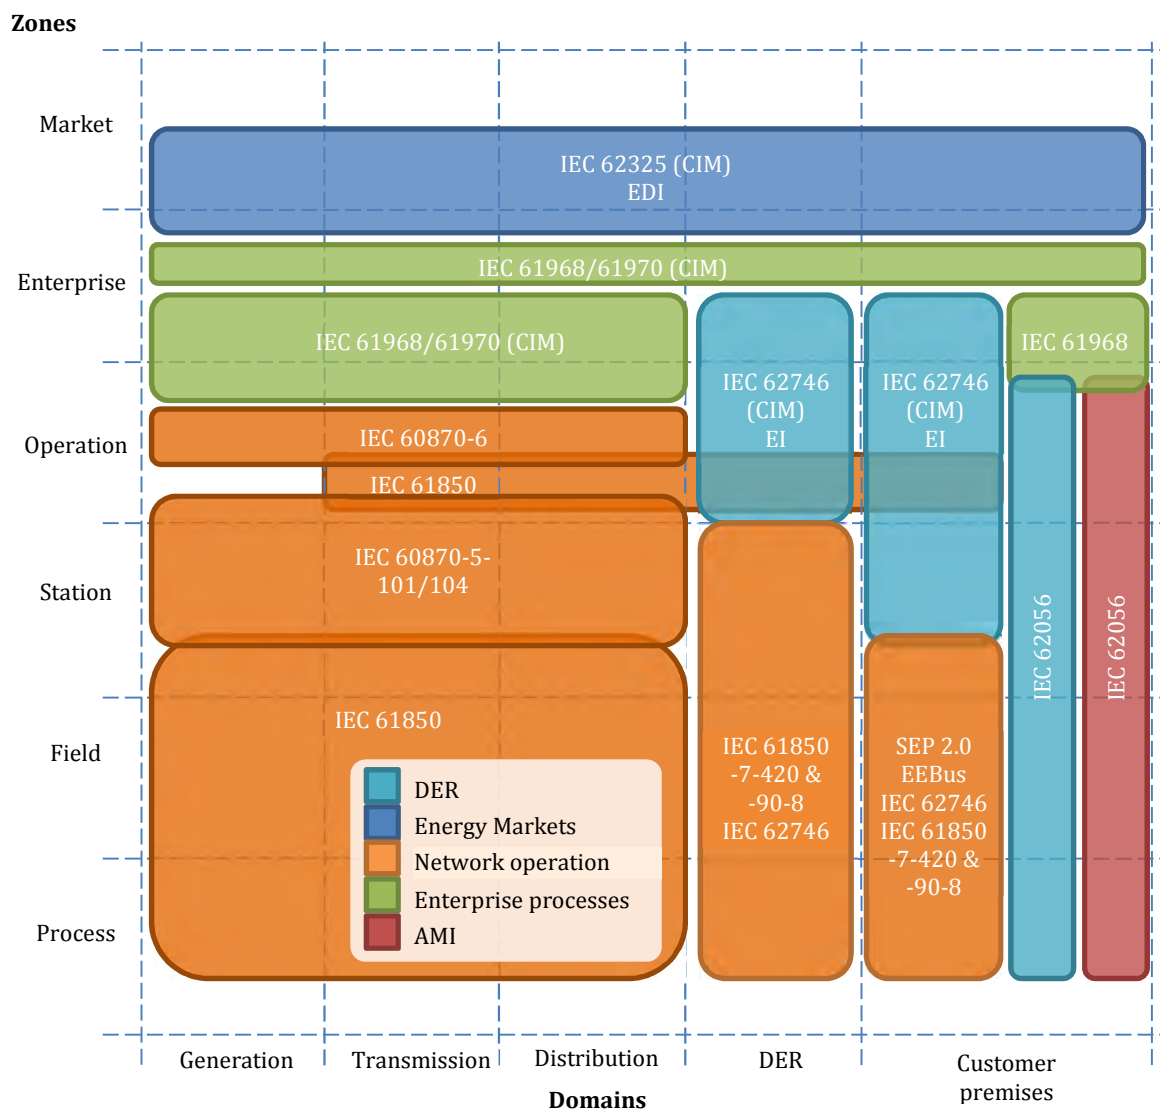 Zones
Market
IEC 62325 (CIM)
EDI
Enterprise
IEC 61968/61970 (CIM)
IEC 61968/61970 (CIM)
IEC 61968
IEC 62746
(CIM)
EI
IEC 62746
(CIM)
EI
Operation
IEC 60870-6
IEC 61850
IEC 60870-5-
101/104
Station
IEC 62056
IEC 62056
IEC 61850
Field
IEC 61850
-7-420 &
-90-8
IEC 62746
SEP 2.0
EEBus
IEC 62746
IEC 61850
-7-420 &
-90-8
DER
Energy Markets
Network operation
Enterprise processes
AMI
Process
Generation
Transmission
Distribution
DER
Customer
premises
Domains